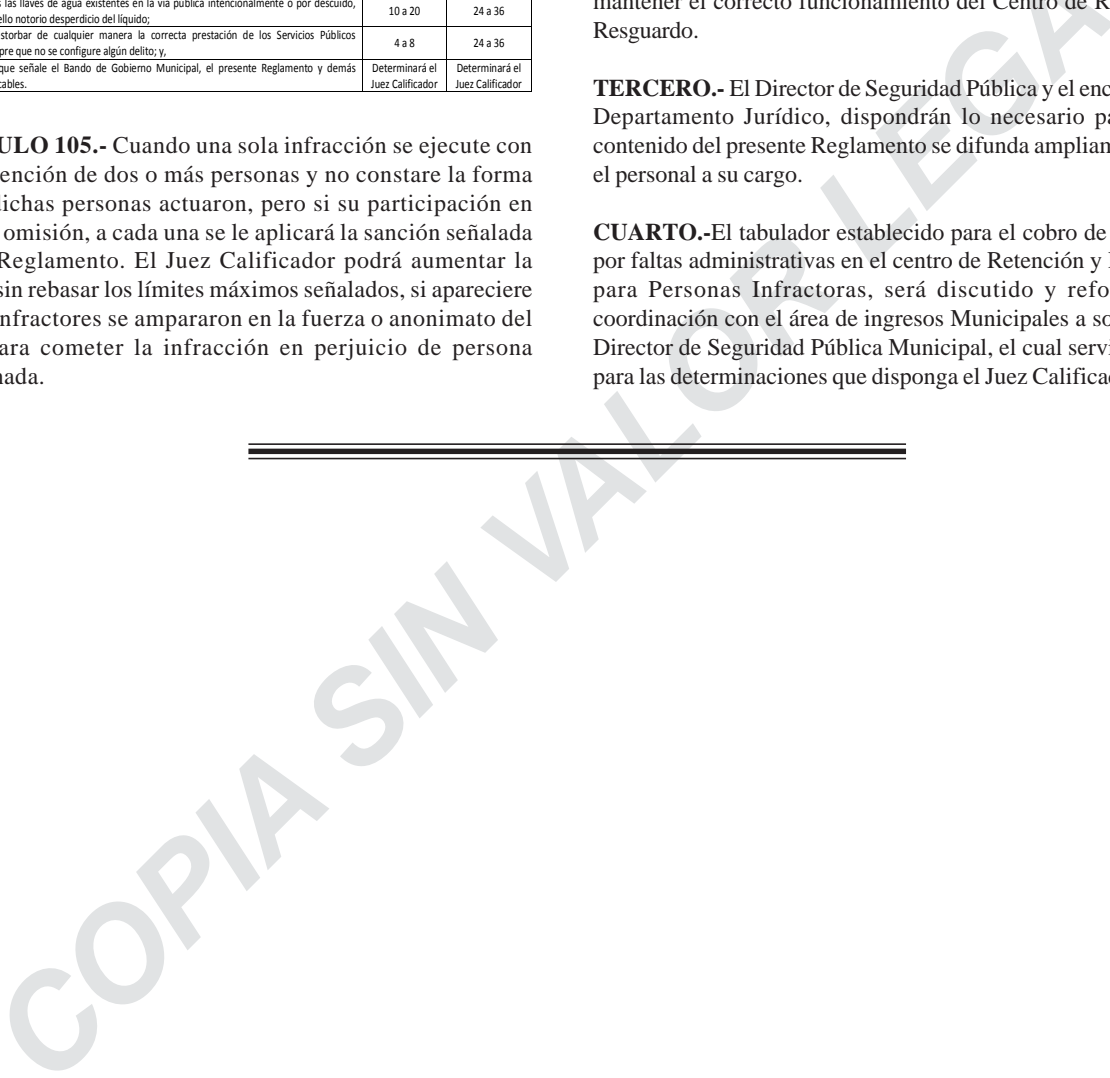 s las llaves de agua existentes en la vía pública intencionalmente o por descuido,
ello notorio desperdicio del líquido;
10 a 20
24 a 36
storbar de cualquier manera la correcta prestación de los Servicios Públicos
pre que no se configure algún delito; y,
4 a 8
24 a 36
que señale el Bando de Gobierno Municipal, el presente Reglamento y demás
cables.
Determinará el
Juez Calificador
Determinará el
Juez Calificador
ULO 105.- Cuando una sola infracción se ejecute con
ención de dos o más personas y no constare la forma
dichas personas actuaron, pero si su participación en
omisión, a cada una se le aplicará la sanción señalada
Reglamento. El Juez Calificador podrá aumentar la
sin rebasar los límites máximos señalados, si apareciere
nfractores se ampararon en la fuerza o anonimato del
ara cometer la infracción en perjuicio de persona
nada.
mantener el correcto funcionamiento del Centro de R
Resguardo.
TERCERO.- El Director de Seguridad Pública y el enc
Departamento Jurídico, dispondrán lo necesario pa
contenido del presente Reglamento se difunda ampliam
el personal a su cargo.
CUARTO.-El tabulador establecido para el cobro de
por faltas administrativas en el centro de Retención y
para Personas Infractoras, será discutido y refo
coordinación con el área de ingresos Municipales a so
Director de Seguridad Pública Municipal, el cual servi
para las determinaciones que disponga el Juez Calificad
COPIA SIN VALOR LEGA